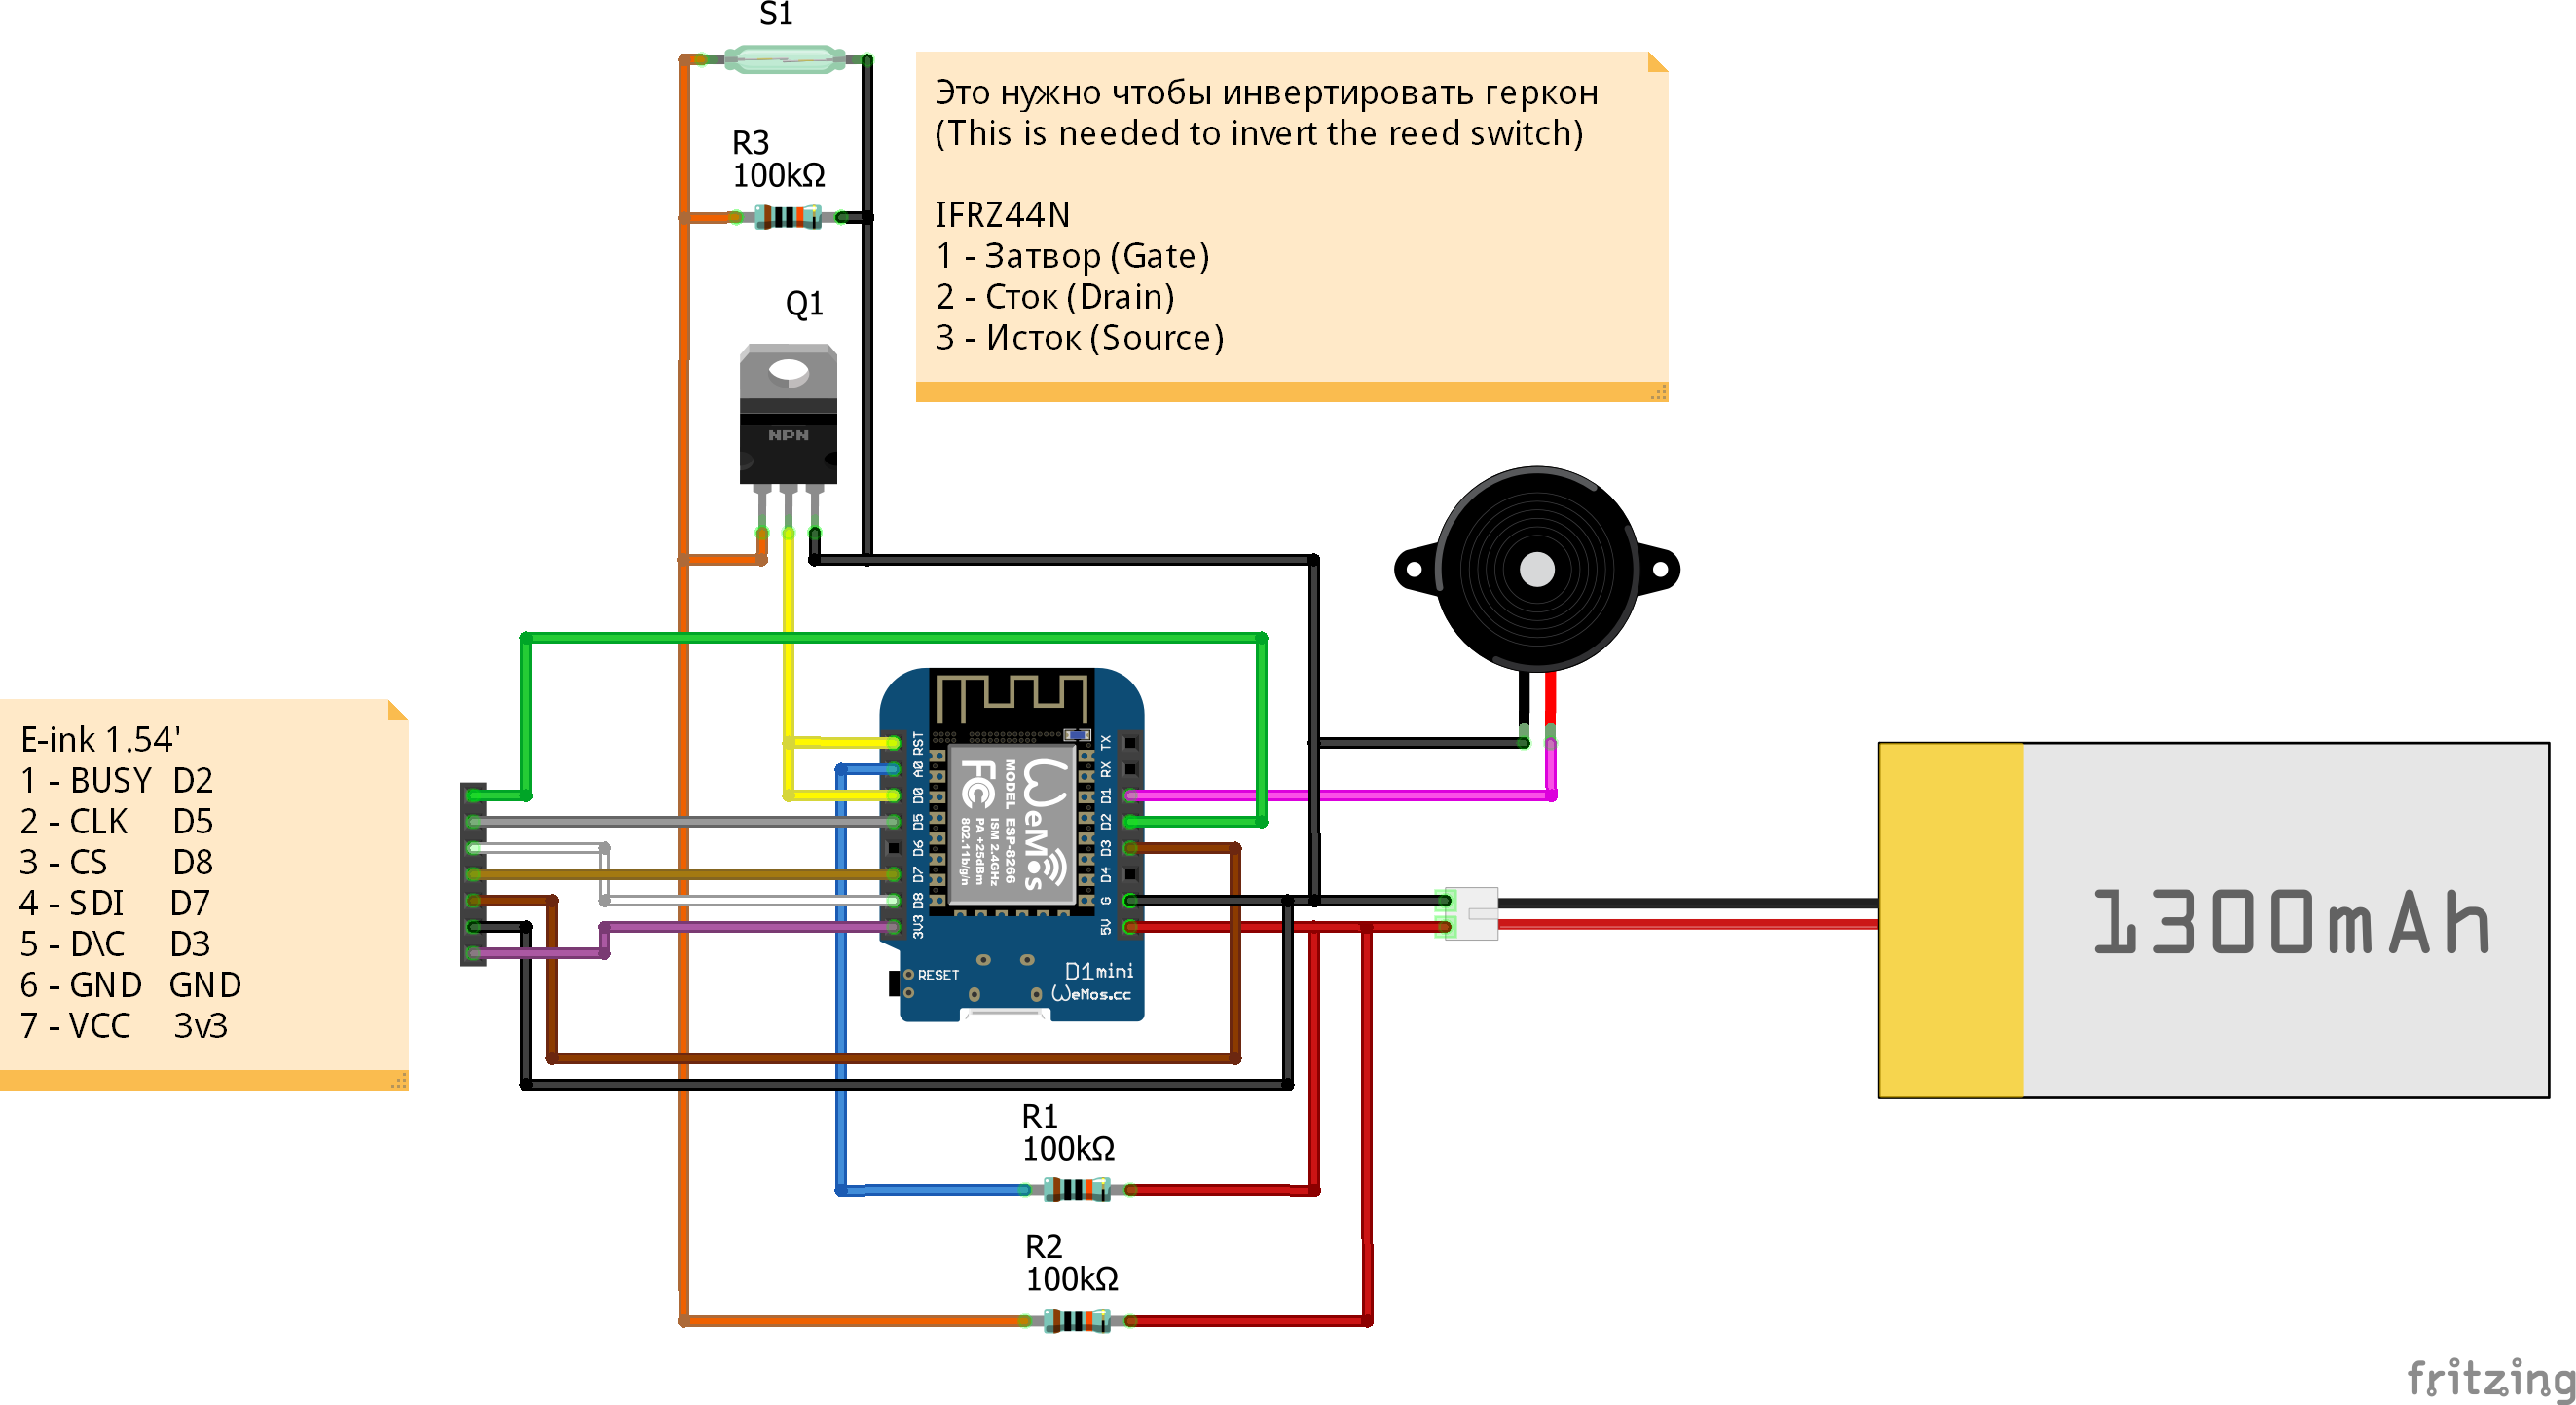 S1
Это нужно чтобы инвертировать геркон
(This is needed to invert the reed switch)
R3
100kΩ
IFRZ44N
1 - Затвор (Gate)
2 - Сток (Drain)
3 - Исток (Source)
Q1
NPN
E-ink 1.54'
1 - BUSY D2
2 - CLK D5
3 - CS D8
4 - SDI D7
5 - D\C D3
6 - GND GND
7 - VCC 3v3
RST
A0
D0
D5
D6
D7
D8
3V3
TX
RX
D1
D2
D3
D4
G
5V
WeMos
MODEL ESP-8266
ISM 2.4GHz
PA +25dBm
802.11b/g/n
FC
RESET
D1mini
WeMos.cc
1300mAh
R1
100kΩ
R2
100kΩ
fritzing